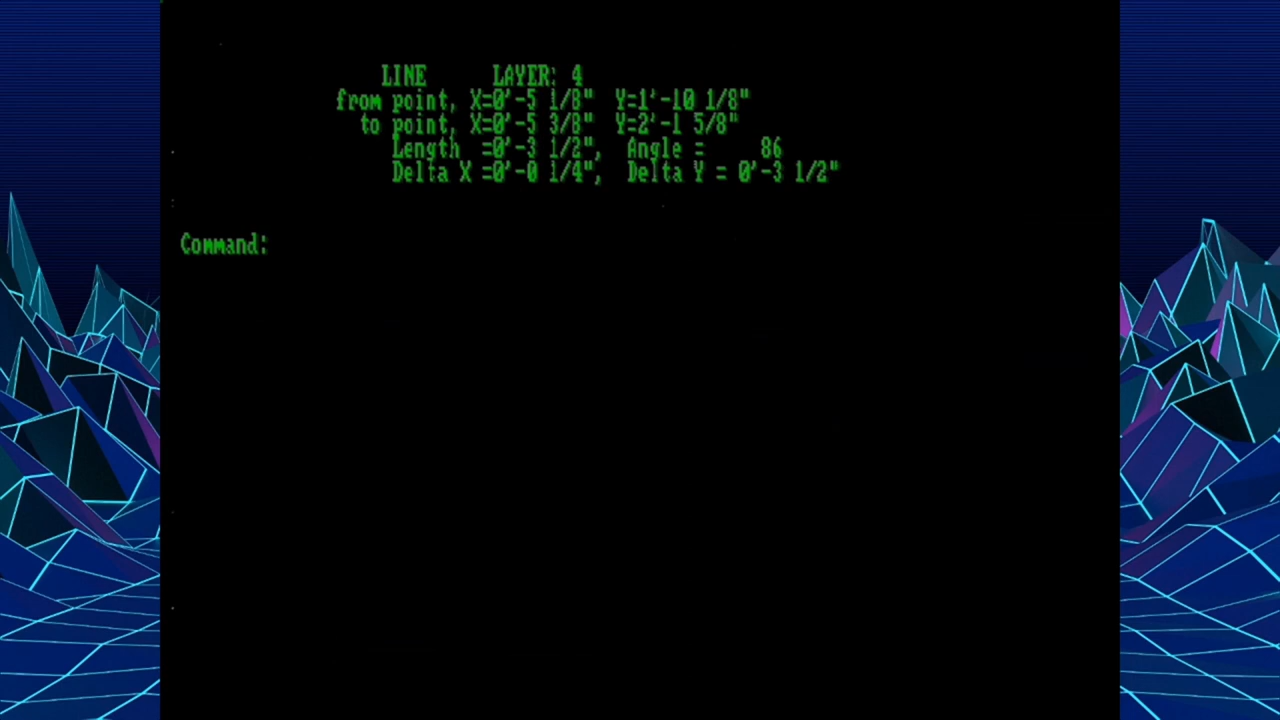 LINE LAYER: 4
from point, X=0'-5 1/8" Y=1'-10 1/8"
to point, X=0'-5 3/8" Y=2'-1 5/8"
Length =0'-3 1/2", Angle = 86
Delta X =0'-0 1/4", Delta Y = 0'-3 1/2"
Command: